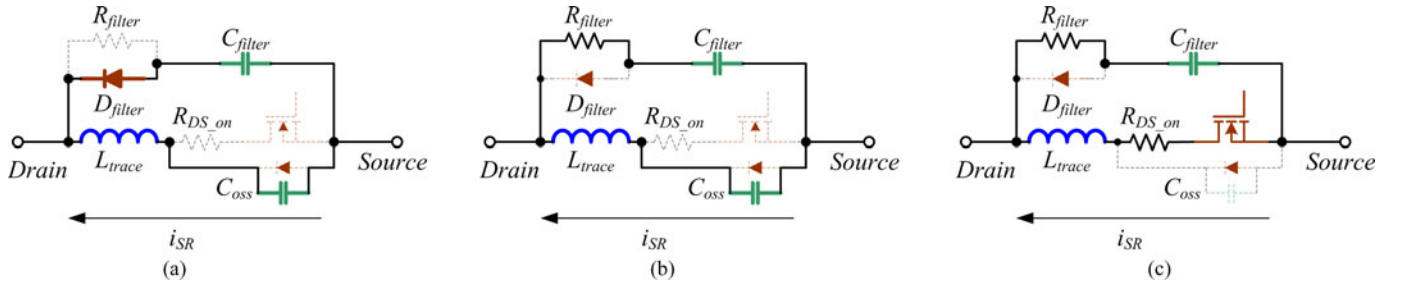 R_filter
C_filter
D_filter
R_DS_on
Drain
L_trace
C_oss
Source
i_SR
(a)
R_filter
C_filter
D_filter
R_DS_on
Drain
L_trace
C_oss
Source
i_SR
(b)
R_filter
C_filter
D_filter
R_DS_on
Drain
L_trace
C_oss
Source
i_SR
(c)